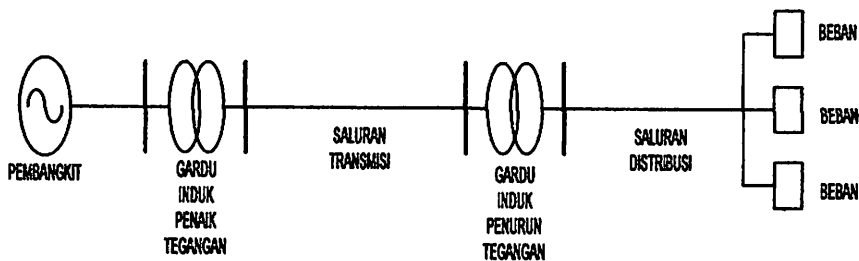 BEBAN
BEBAN
BEBAN
PEMBANGKIT
GARDU
INDUK
PENAIK
TEGANGAN
SALURAN
TRANSMISI
GARDU
INDUK
PENURUN
TEGANGAN
SALURAN
DISTRIBUSI